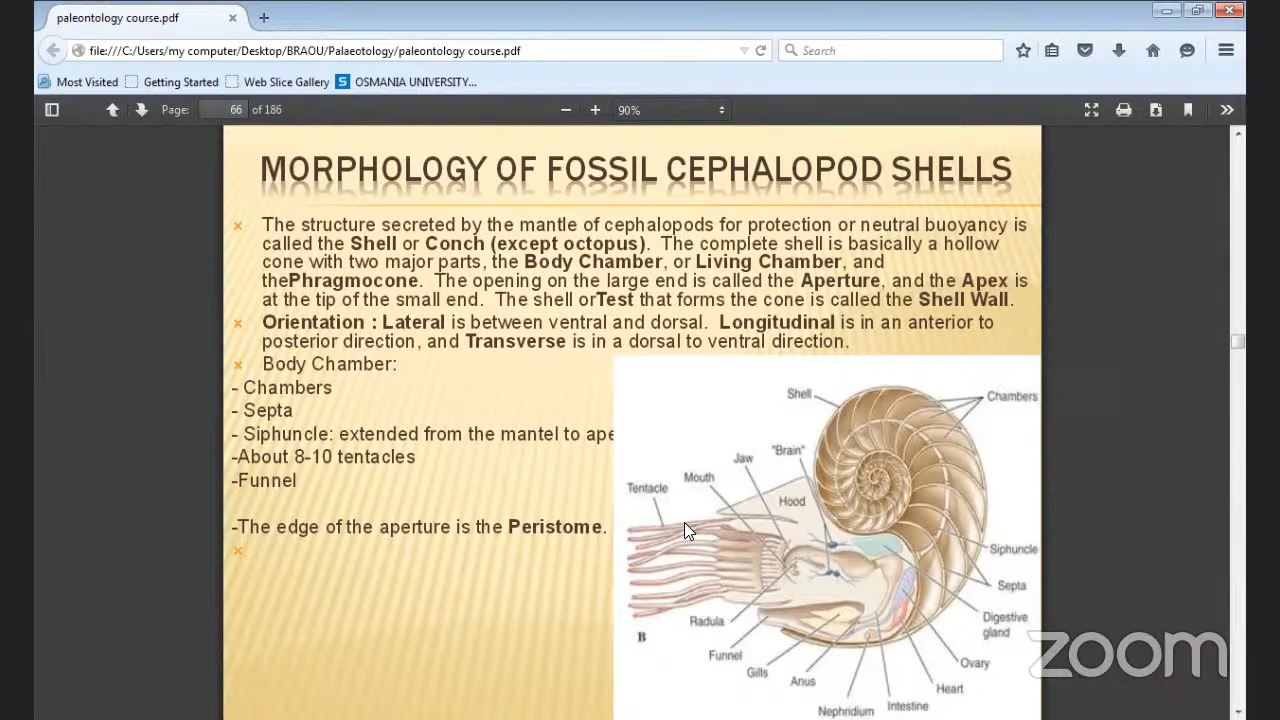 paleontology course.pdf
file:///C:/Users/my computer/Desktop/BRAOU/Palaeotology/paleontology course.pdf
Search
Most Visited Getting Started Web Slice Gallery S OSMANIA UNIVERSITY...
Page: 66 of 186
90%
MORPHOLOGY OF FOSSIL CEPHALOPOD SHELLS
The structure secreted by the mantle of cephalopods for protection or neutral buoyancy is
called the Shell or Conch (except octopus). The complete shell is basically a hollow
cone with two major parts, the Body Chamber, or Living Chamber, and
thePhragmocone. The opening on the large end is called the Aperture, and the Apex is
at the tip of the small end. The shell orTest that forms the cone is called the Shell Wall.
Orientation : Lateral is between ventral and dorsal. Longitudinal is in an anterior to
posterior direction, and Transverse is in a dorsal to ventral direction.
Body Chamber:
- Chambers
- Septa
- Siphuncle: extended from the mantel to ape
-About 8-10 tentacles
-Funnel
-The edge of the aperture is the Peristome.
Shell
Chambers
"Brain"
Jaw
Mouth
Tentacle
Hood
Siphuncle
Septa
Digestive
gland
Radula
B
Funnel
Gills
Anus
Ovary
Heart
Intestine
Nephridium
zoom